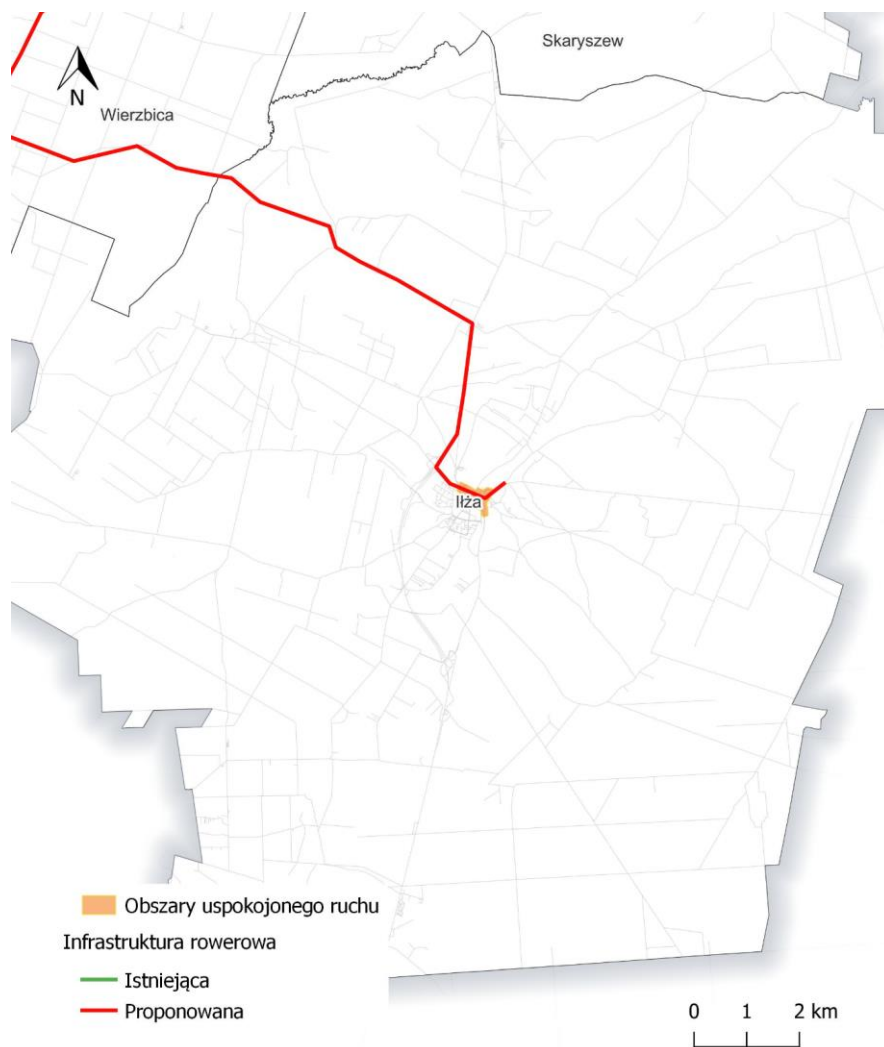 Skaryszew
N
Wierzbica
Iłża
Obszary uspokojonego ruchu
Infrastruktura rowerowa
Istniejąca
Proponowana
0 1 2 km